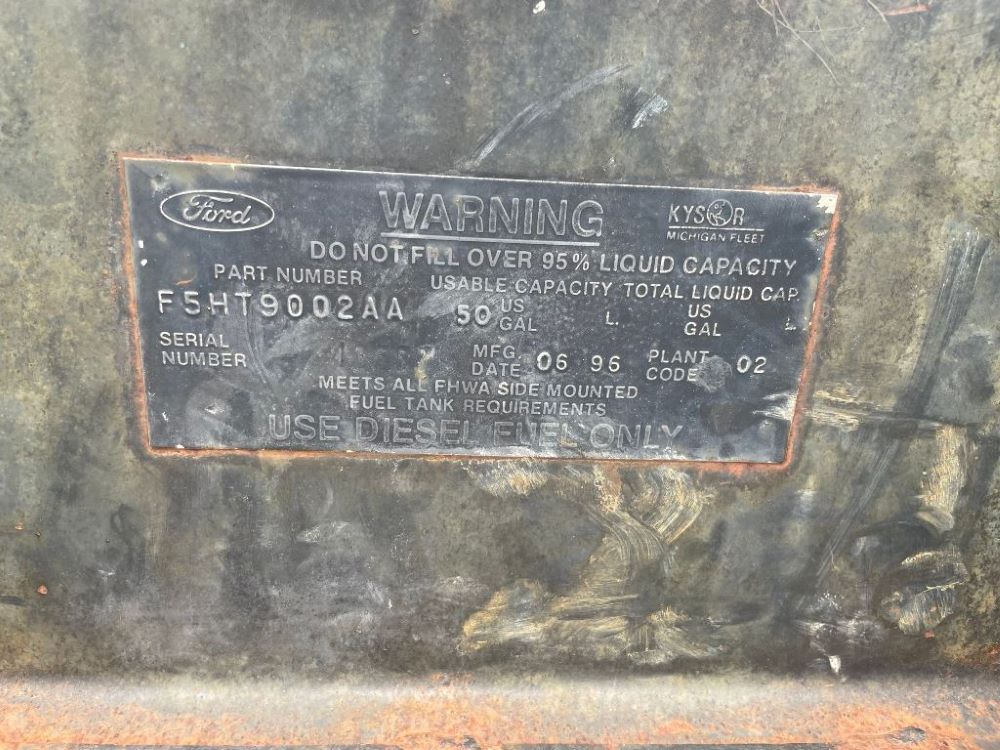 Ford WARNING KYSOR
MICHIGAN FLEET
DO NOT FILL OVER 95% LIQUID CAPACITY
PART NUMBER USABLE CAPACITY TOTAL LIQUID CAP.
F5HT9002AA 50 US GAL L. US GAL L
SERIAL NUMBER MFG. DATE 06 96 PLANT CODE 02
MEETS ALL FHWA SIDE MOUNTED
FUEL TANK REQUIREMENTS
USE DIESEL FUEL ONLY